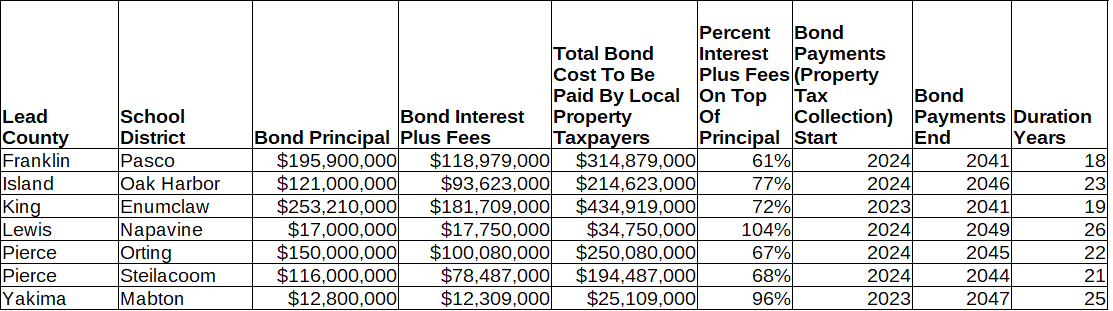 Lead County | School District | Bond Principal | Bond Interest Plus Fees | Total Bond Cost To Be Paid By Local Property Taxpayers | Percent Interest Plus Fees On Top Of Principal | Bond Payments (Property Tax Collection) Start | Bond Payments End | Duration Years
Franklin | Pasco | $195,900,000 | $118,979,000 | $314,879,000 | 61% | 2024 | 2041 | 18
Island | Oak Harbor | $121,000,000 | $93,623,000 | $214,623,000 | 77% | 2024 | 2046 | 23
King | Enumclaw | $253,210,000 | $181,709,000 | $434,919,000 | 72% | 2023 | 2041 | 19
Lewis | Napavine | $17,000,000 | $17,750,000 | $34,750,000 | 104% | 2024 | 2049 | 26
Pierce | Orting | $150,000,000 | $100,080,000 | $250,080,000 | 67% | 2024 | 2045 | 22
Pierce | Steilacoom | $116,000,000 | $78,487,000 | $194,487,000 | 68% | 2024 | 2044 | 21
Yakima | Mabton | $12,800,000 | $12,309,000 | $25,109,000 | 96% | 2023 | 2047 | 25